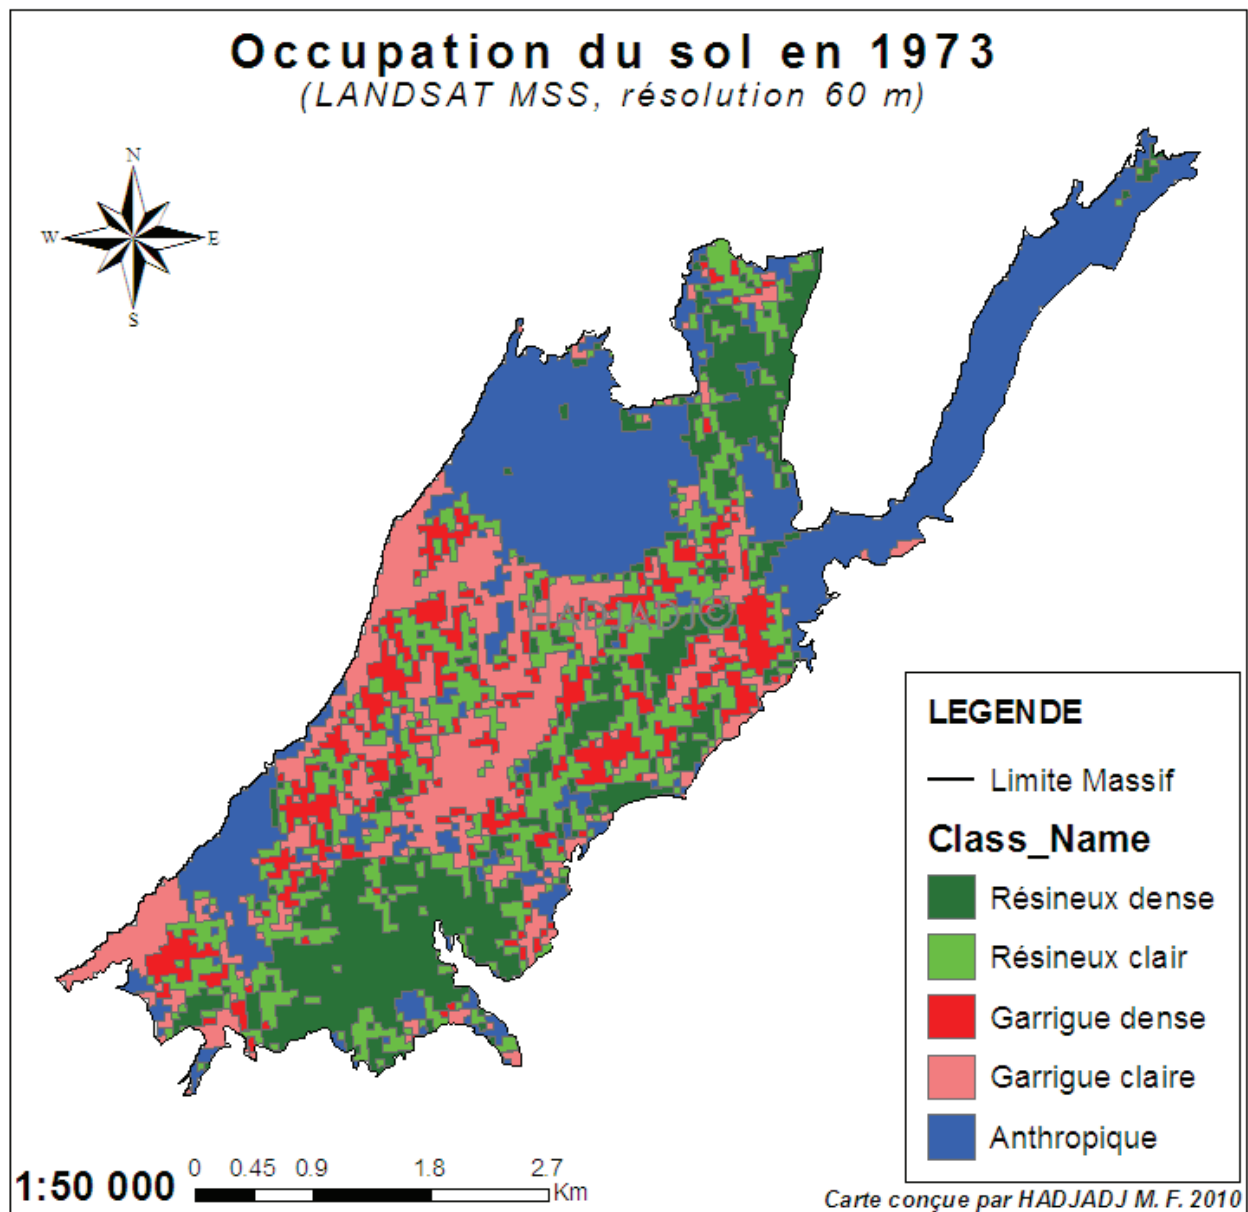 Occupation du sol en 1973
(LANDSAT MSS, résolution 60 m)
N
W
E
S
HADJADJ©
LEGENDE
Limite Massif
Class_Name
Résineux dense
Résineux clair
Garrigue dense
Garrigue claire
Anthropique
1:50 000
0 0.45 0.9 1.8 2.7
Km
Carte conçue par HADJADJ M. F. 2010